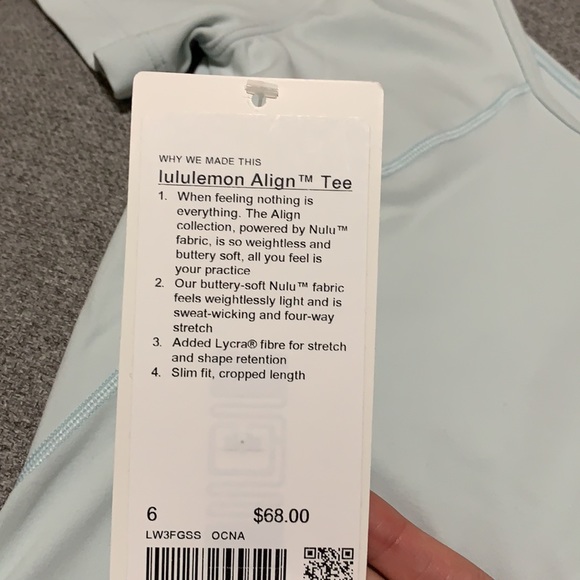 WHY WE MADE THIS
lululemon Align™ Tee
1. When feeling nothing is
everything. The Align
collection, powered by Nulu™
fabric, is so weightless and
buttery soft, all you feel is
your practice
2. Our buttery-soft Nulu™ fabric
feels weightlessly light and is
sweat-wicking and four-way
stretch
3. Added Lycra® fibre for stretch
and shape retention
4. Slim fit, cropped length
6 $68.00
LW3FGSS OCNA